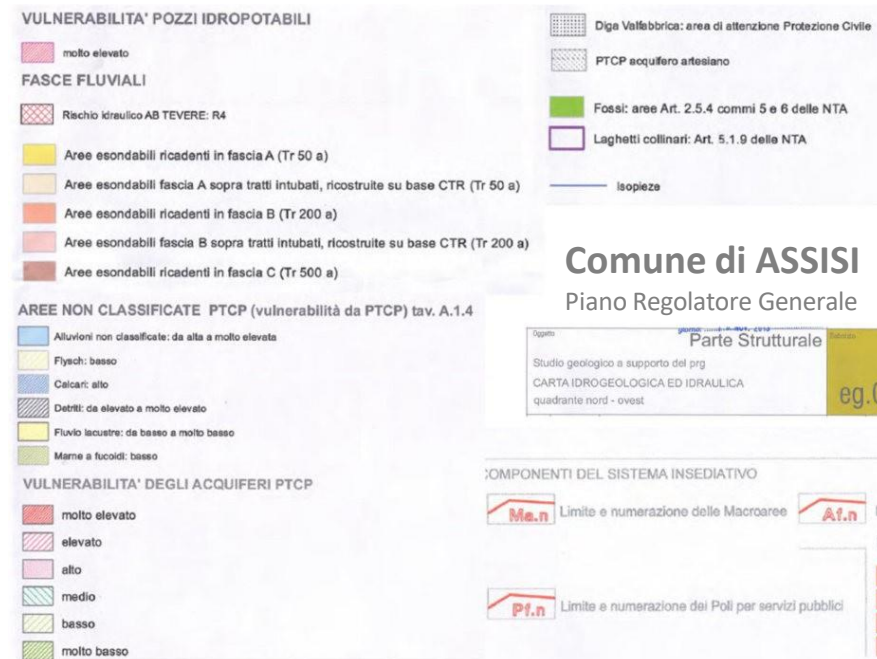 VULNERABILITA' POZZI IDROPOTABILI
molto elevato
FASCE FLUVIALI
Rischio idraulico AB TEVERE: R4
Aree esondabili ricadenti in fascia A (Tr 50 a)
Aree esondabili fascia A sopra tratti intubati, ricostruite su base CTR (Tr 50 a)
Aree esondabili ricadenti in fascia B (Tr 200 a)
Aree esondabili fascia B sopra tratti intubati, ricostruite su base CTR (Tr 200 a)
Aree esondabili ricadenti in fascia C (Tr 500 a)
AREE NON CLASSIFICATE PTCP (vulnerabilità da PTCP) tav. A.1.4
Alluvioni non classificate: da alta a molto elevata
Flysch: basso
Calcari: alto
Detriti: da elevato a molto elevato
Fluvio lacustre: da basso a molto basso
Marne a fucoidi: basso
VULNERABILITA' DEGLI ACQUIFERI PTCP
molto elevato
elevato
alto
medio
basso
molto basso
Diga Valfabbrica: area di attenzione Protezione Civile
PTCP acquifero artesiano
Fossi: aree Art. 2.5.4 commi 5 e 6 delle NTA
Laghetti collinari: Art. 5.1.9 delle NTA
Isopieze
Comune di ASSISI
Piano Regolatore Generale
Oggetto
Parte Strutturale
Studio geologico a supporto del prg
CARTA IDROGEOLOGICA ED IDRAULICA
quadrante nord - ovest
eg.
COMPONENTI DEL SISTEMA INSEDIATIVO
Ma.n Limite e numerazione delle Macroaree
Af.n
Pf.n Limite e numerazione dei Poli per servizi pubblici